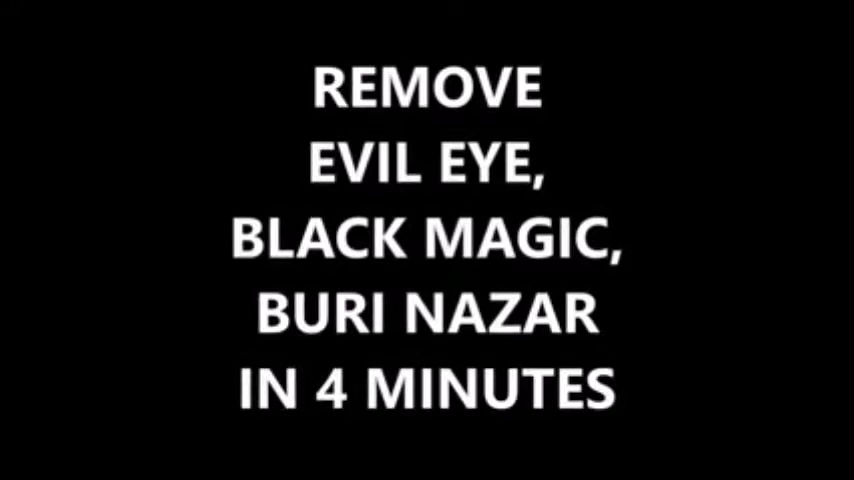 REMOVE
EVIL EYE,
BLACK MAGIC,
BURI NAZAR
IN 4 MINUTES